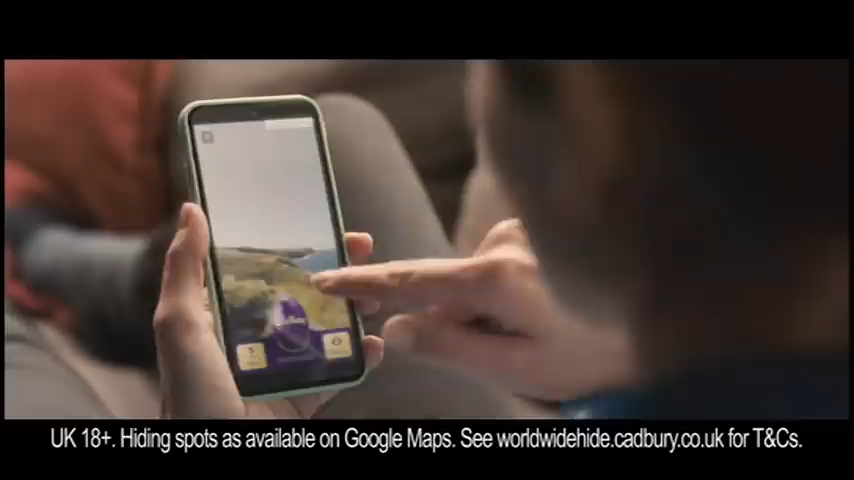 UK 18+. Hiding spots as available on Google Maps. See worldwidehide.cadbury.co.uk for T&Cs.